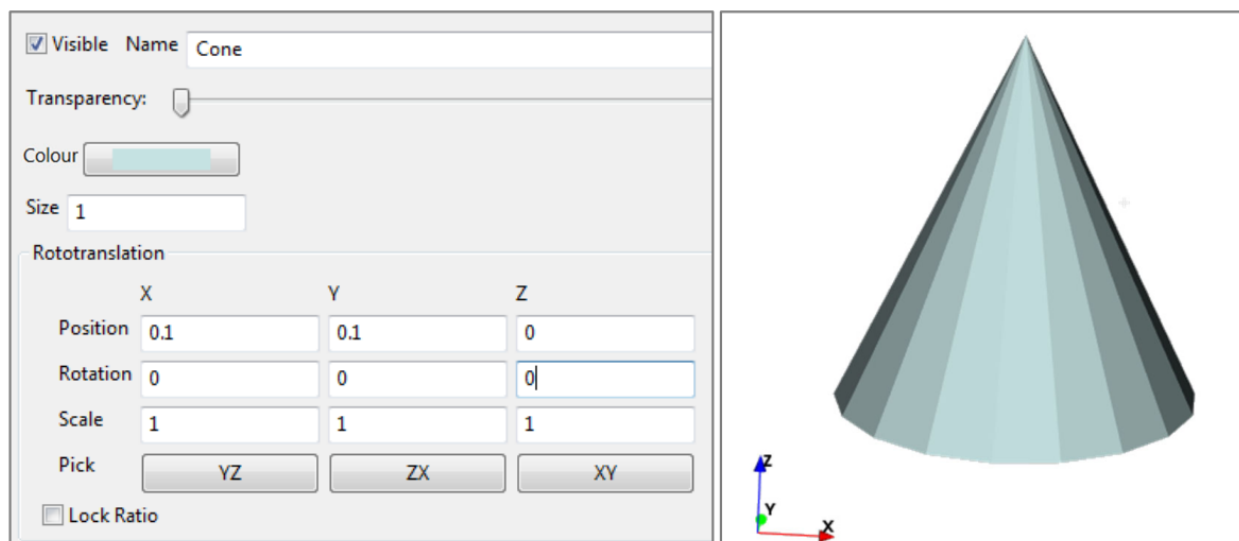 Visible Name Cone
Transparency:
Colour
Size 1
Rototranslation
X Y Z
Position 0.1 0.1 0
Rotation 0 0 0
Scale 1 1 1
Pick YZ ZX XY
Lock Ratio
Z
Y
X